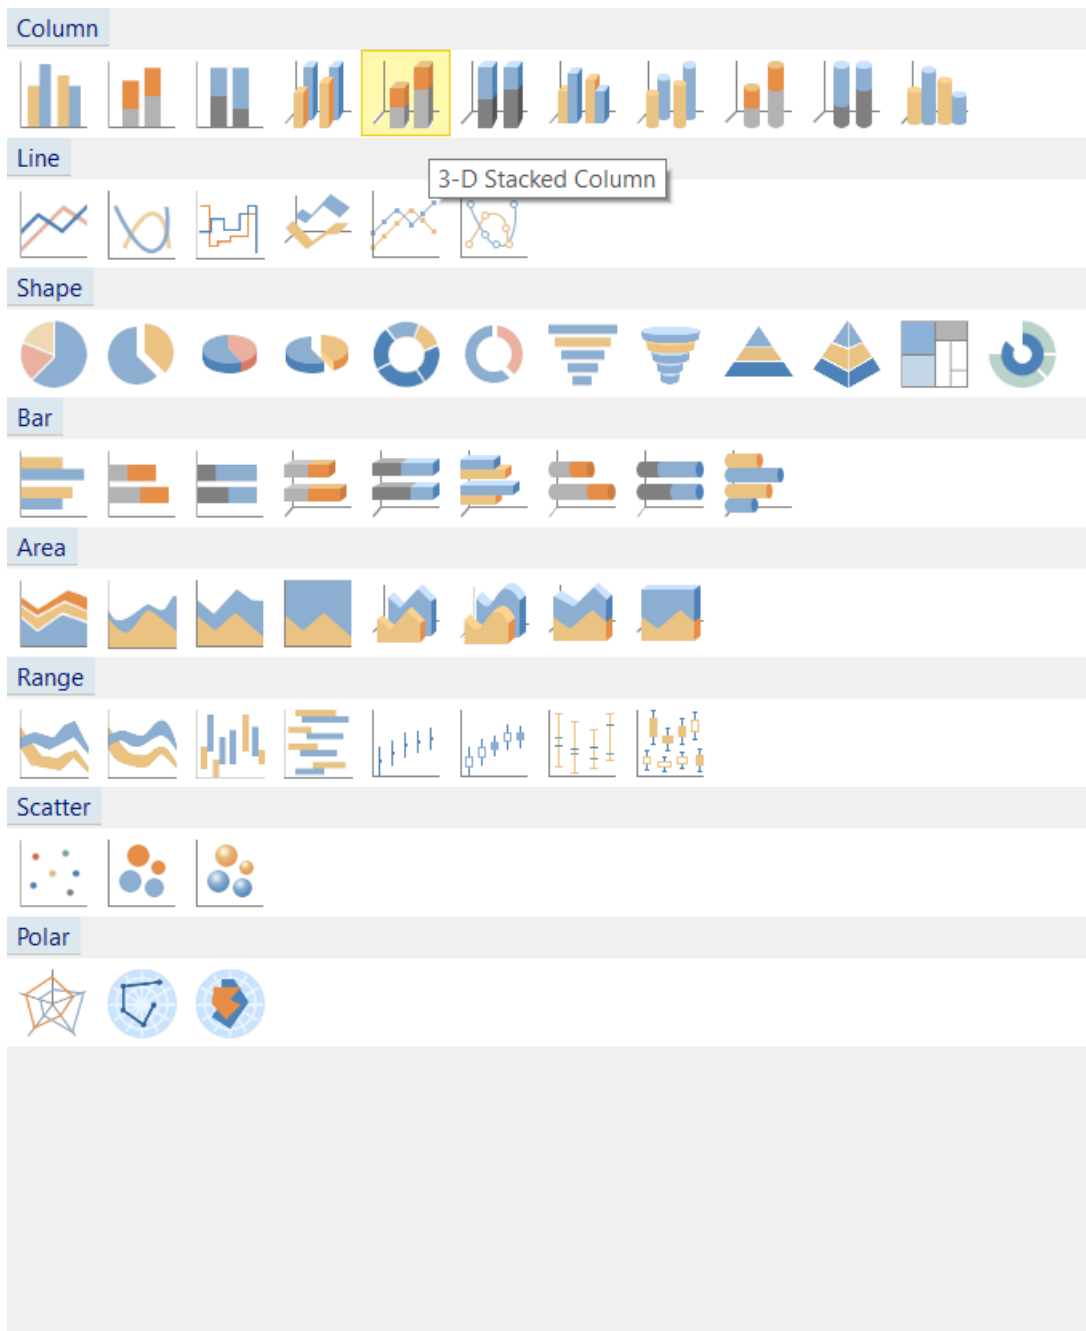 Column
Line
3-D Stacked Column
Shape
Bar
Area
Range
Scatter
Polar